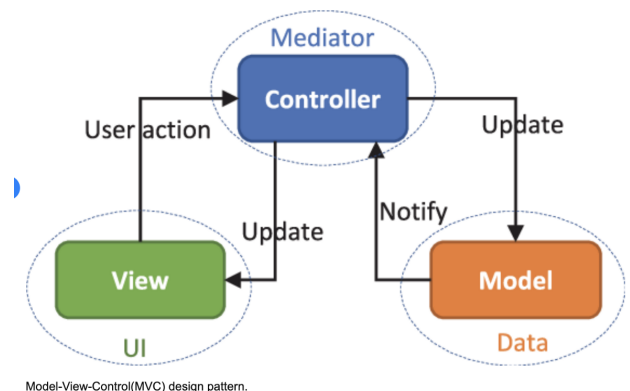 Mediator
Controller
User action
Update
Update
Notify
View
Model
UI
Data
Model-View-Control(MVC) design pattern.